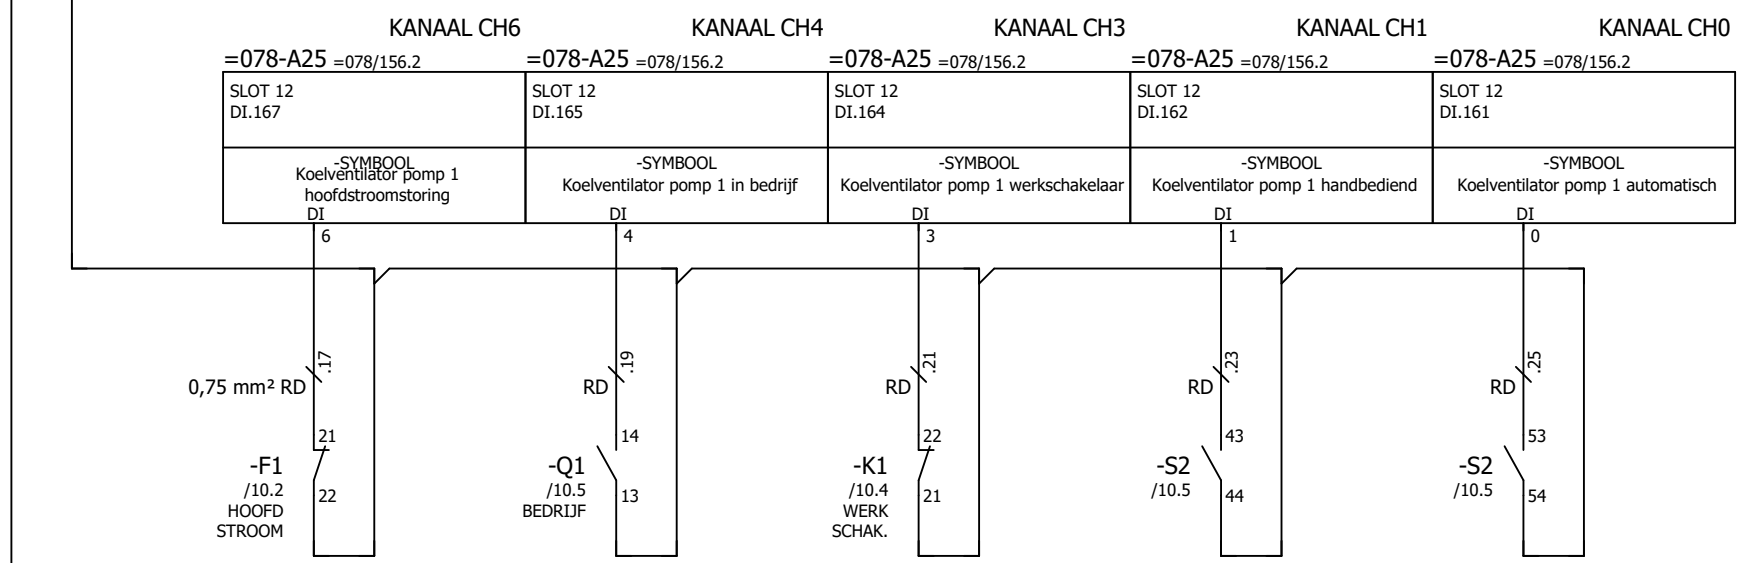 KANAAL CH6 KANAAL CH4 KANAAL CH3 KANAAL CH1 KANAAL CH0
=078-A25 =078/156.2 =078-A25 =078/156.2 =078-A25 =078/156.2 =078-A25 =078/156.2 =078-A25 =078/156.2
SLOT 12 SLOT 12 SLOT 12 SLOT 12 SLOT 12
DI.167 DI.165 DI.164 DI.162 DI.161
-SYMBOOL -SYMBOOL -SYMBOOL -SYMBOOL -SYMBOOL
Koelventilator pomp 1 Koelventilator pomp 1 in bedrijf Koelventilator pomp 1 werkschakelaar Koelventilator pomp 1 handbediend Koelventilator pomp 1 automatisch
hoofdstroomstoring
DI DI DI DI DI
6 4 3 1 0
.17 .19 .21 .23 .25
0,75 mm² RD RD RD RD RD
21 14 22 43 53
-F1 -Q1 -K1 -S2 -S2
/10.2 /10.5 /10.4 /10.5 /10.5
22 13 21 44 54
HOOFD BEDRIJF WERK
STROOM SCHAK.